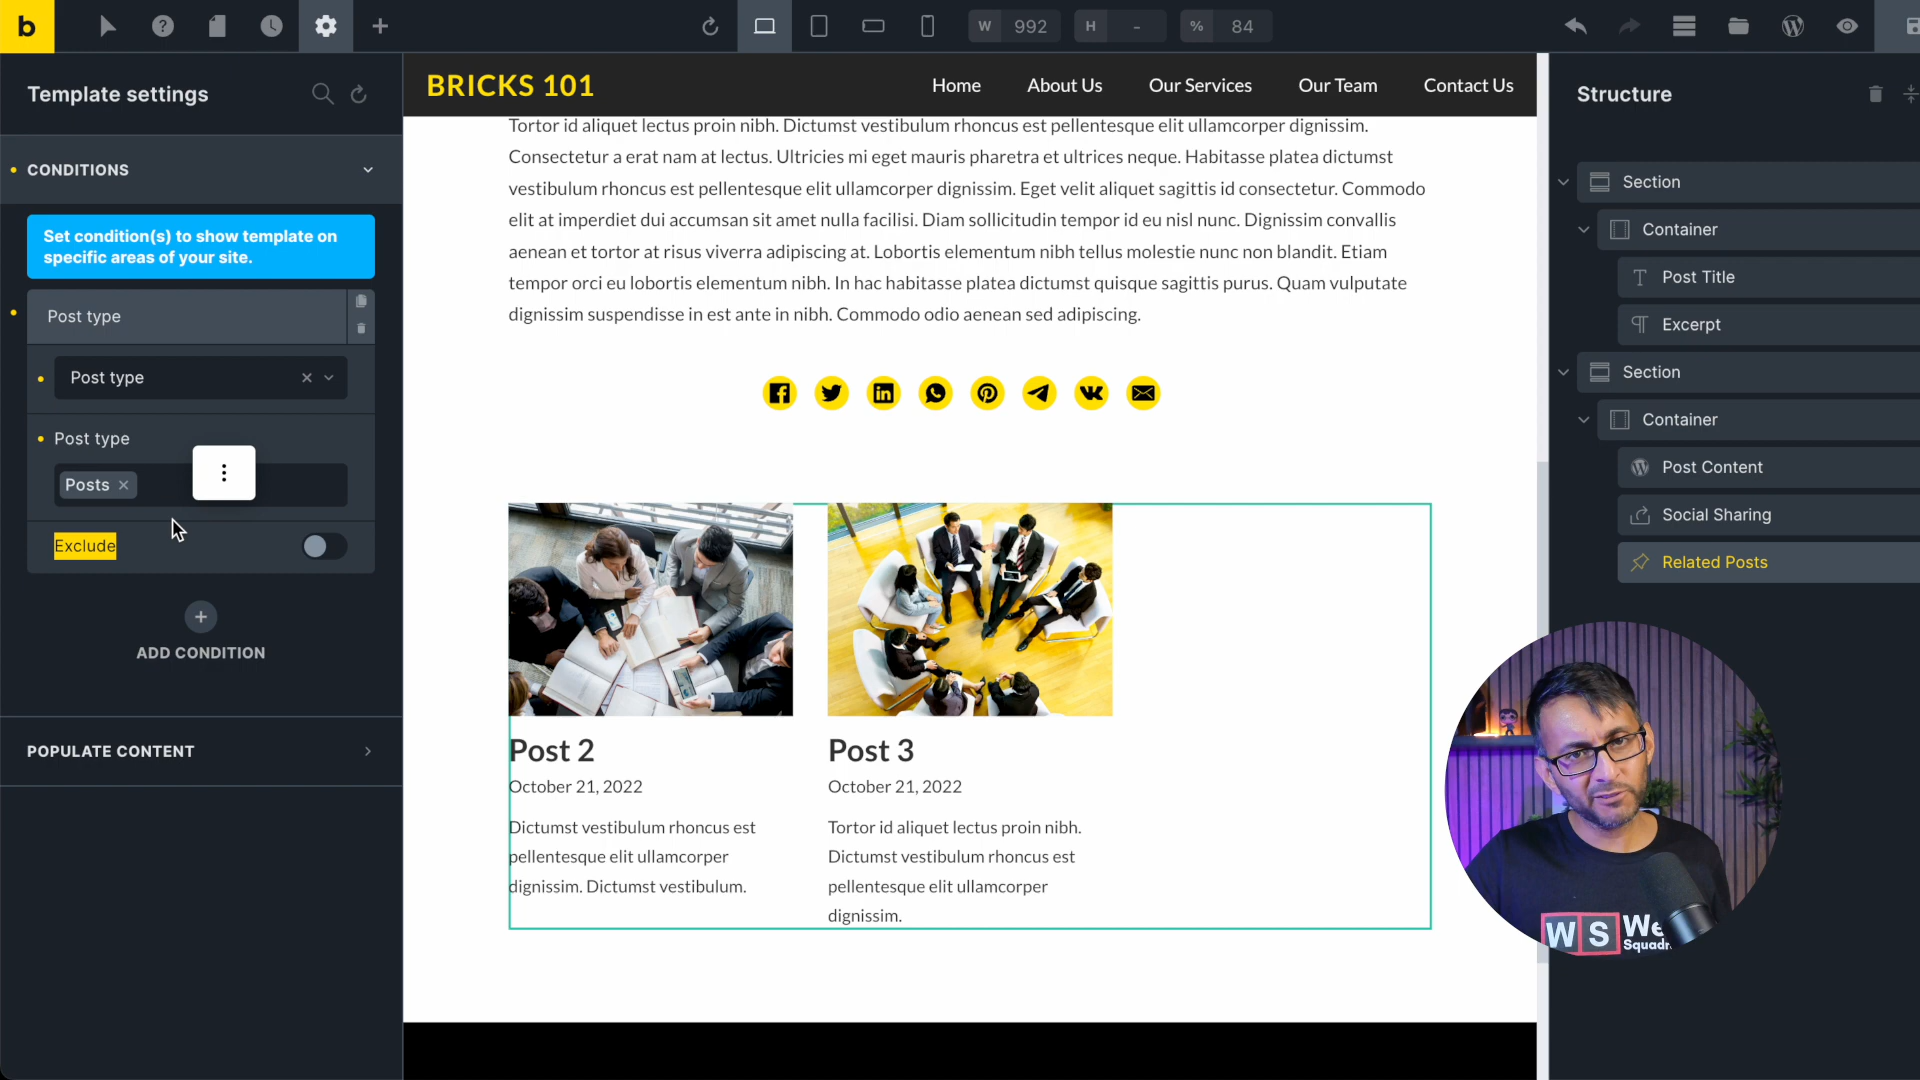 b
W 992
H -
% 84
Template settings
CONDITIONS
Set condition(s) to show template on
specific areas of your site.
Post type
Post type
Post type
Posts
Exclude
ADD CONDITION
POPULATE CONTENT
BRICKS 101
Home
About Us
Our Services
Our Team
Contact Us
Tortor id aliquet lectus proin nibh. Dictumst vestibulum rhoncus est pellentesque elit ullamcorper dignissim.
Consectetur a erat nam at lectus. Ultricies mi eget mauris pharetra et ultrices neque. Habitasse platea dictumst
vestibulum rhoncus est pellentesque elit ullamcorper dignissim. Eget velit aliquet sagittis id consectetur. Commodo
elit at imperdiet dui accumsan sit amet nulla facilisi. Diam sollicitudin tempor id eu nisl nunc. Dignissim convallis
aenean et tortor at risus viverra adipiscing at. Lobortis elementum nibh tellus molestie nunc non blandit. Etiam
tempor orci eu lobortis elementum nibh. In hac habitasse platea dictumst quisque sagittis purus. Quam vulputate
dignissim suspendisse in est ante in nibh. Commodo odio aenean sed adipiscing.
Post 2
October 21, 2022
Dictumst vestibulum rhoncus est
pellentesque elit ullamcorper
dignissim. Dictumst vestibulum.
Post 3
October 21, 2022
Tortor id aliquet lectus proin nibh.
Dictumst vestibulum rhoncus est
pellentesque elit ullamcorper
dignissim.
Structure
Section
Container
Post Title
Excerpt
Section
Container
Post Content
Social Sharing
Related Posts
W S